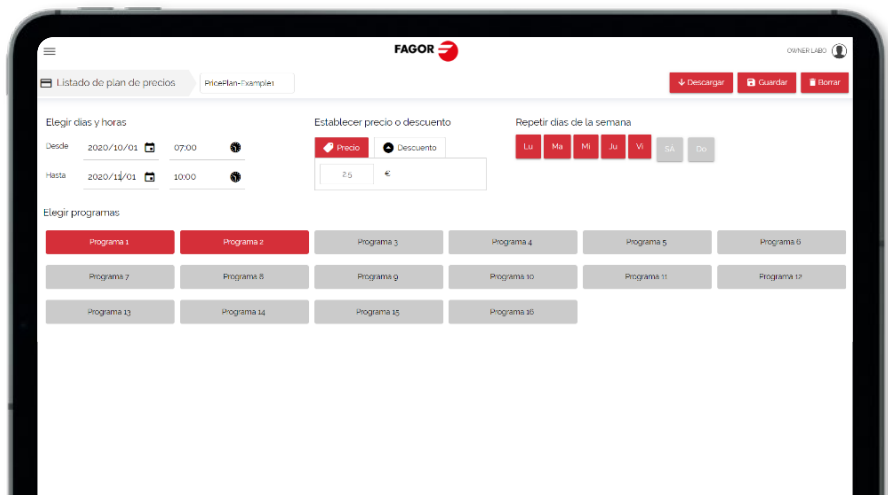 FAGOR
OWNER LABO
Listado de plan de precios
PricePlan-Example1
Descargar
Guardar
Borrar
Elegir dias y horas
Establecer precio o descuento
Repetir dias de la semana
Desde 2020/10/01 07:00
Precio
Descuento
Lu Ma Mi Ju Vi SÁ Do
Hasta 2020/11/01 10:00
2.5 €
Elegir programas
Programa 1 Programa 2 Programa 3 Programa 4 Programa 5 Programa 6
Programa 7 Programa 8 Programa 9 Programa 10 Programa 11 Programa 12
Programa 13 Programa 14 Programa 15 Programa 16